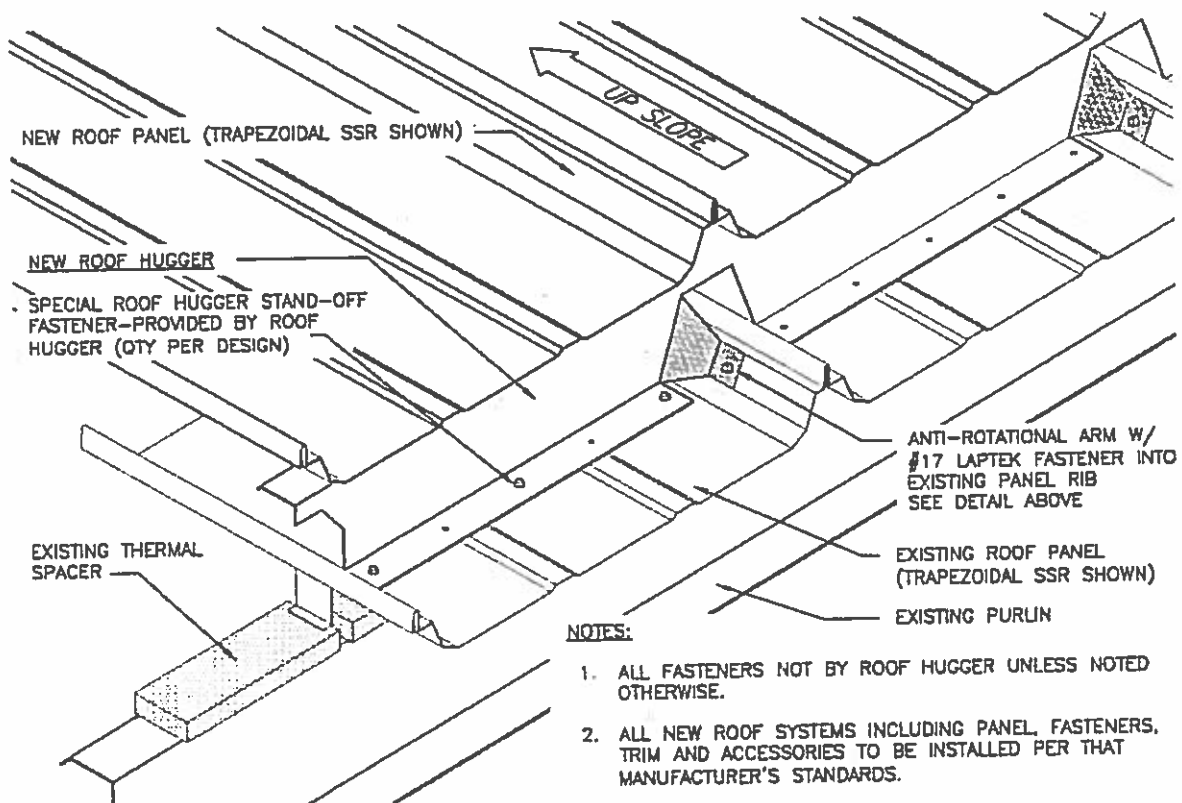 UP SLOPE
NEW ROOF PANEL (TRAPEZOIDAL SSR SHOWN)
NEW ROOF HUGGER
SPECIAL ROOF HUGGER STAND-OFF
FASTENER-PROVIDED BY ROOF
HUGGER (QTY PER DESIGN)
ANTI-ROTATIONAL ARM W/
#17 LAPTEK FASTENER INTO
EXISTING PANEL RIB
SEE DETAIL ABOVE
EXISTING THERMAL
SPACER
EXISTING ROOF PANEL
(TRAPEZOIDAL SSR SHOWN)
EXISTING PURLIN
NOTES:
1. ALL FASTENERS NOT BY ROOF HUGGER UNLESS NOTED
OTHERWISE.
2. ALL NEW ROOF SYSTEMS INCLUDING PANEL, FASTENERS,
TRIM AND ACCESSORIES TO BE INSTALLED PER THAT
MANUFACTURER'S STANDARDS.